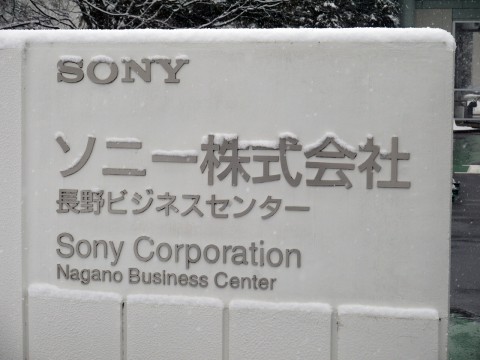 SONY
ソニー株式会社
長野ビジネスセンター
Sony Corporation
Nagano Business Center